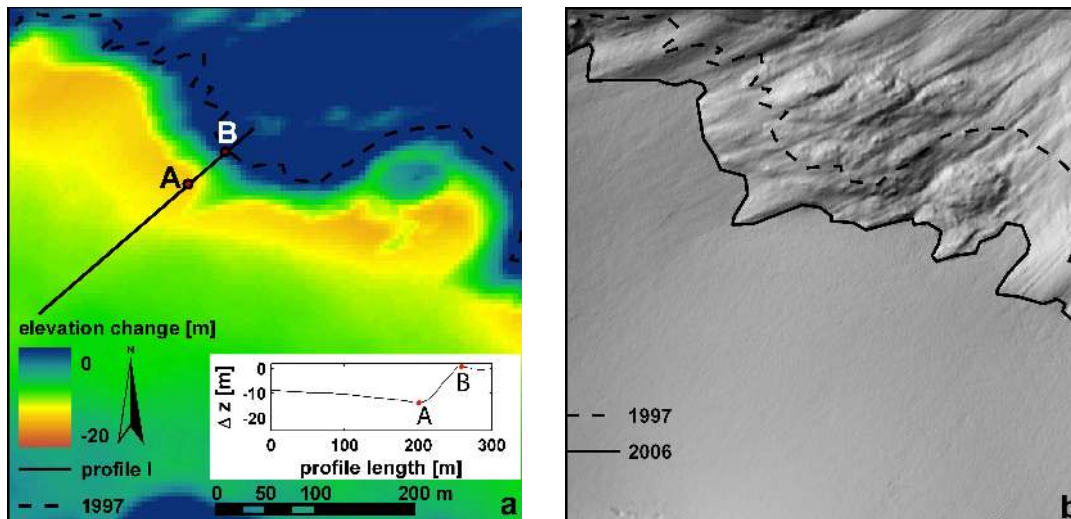 B
A
elevation change [m]
0
-20
N
profile I
1997
0
-10
-20
Δ z [m]
A
B
0 100 200 300
profile length [m]
0 50 100 200 m
a
1997
2006
b